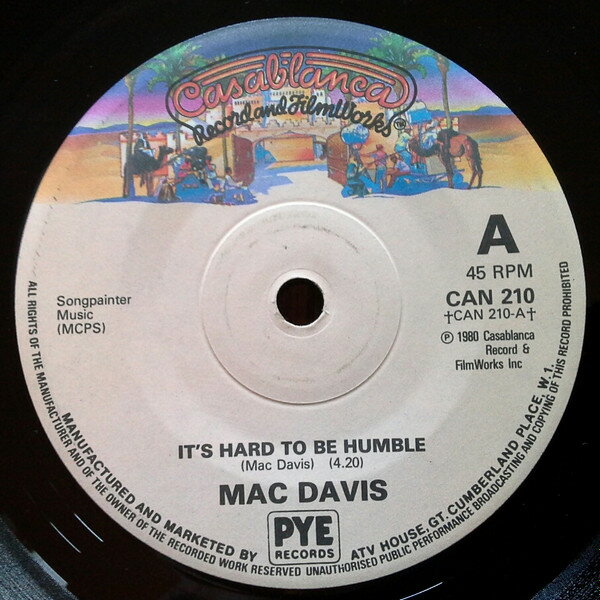 Casablanca
Record and FilmWorks™
A
45 RPM
CAN 210
†CAN 210-A†
℗ 1980 Casablanca
Record &
FilmWorks Inc
Songpainter
Music
(MCPS)
IT'S HARD TO BE HUMBLE
(Mac Davis) (4.20)
MAC DAVIS
PYE
RECORDS
MANUFACTURED AND MARKETED BY
ATV HOUSE, GT. CUMBERLAND PLACE, W.1.
ALL RIGHTS OF THE MANUFACTURER AND OF THE OWNER OF THE RECORDED WORK RESERVED UNAUTHORISED PUBLIC PERFORMANCE BROADCASTING AND COPYING OF THIS RECORD PROHIBITED